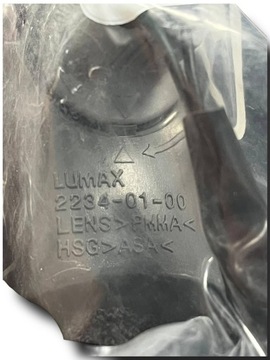 LUMAX
2234-01-00
LENS>PMMA<
HSG>ASA<